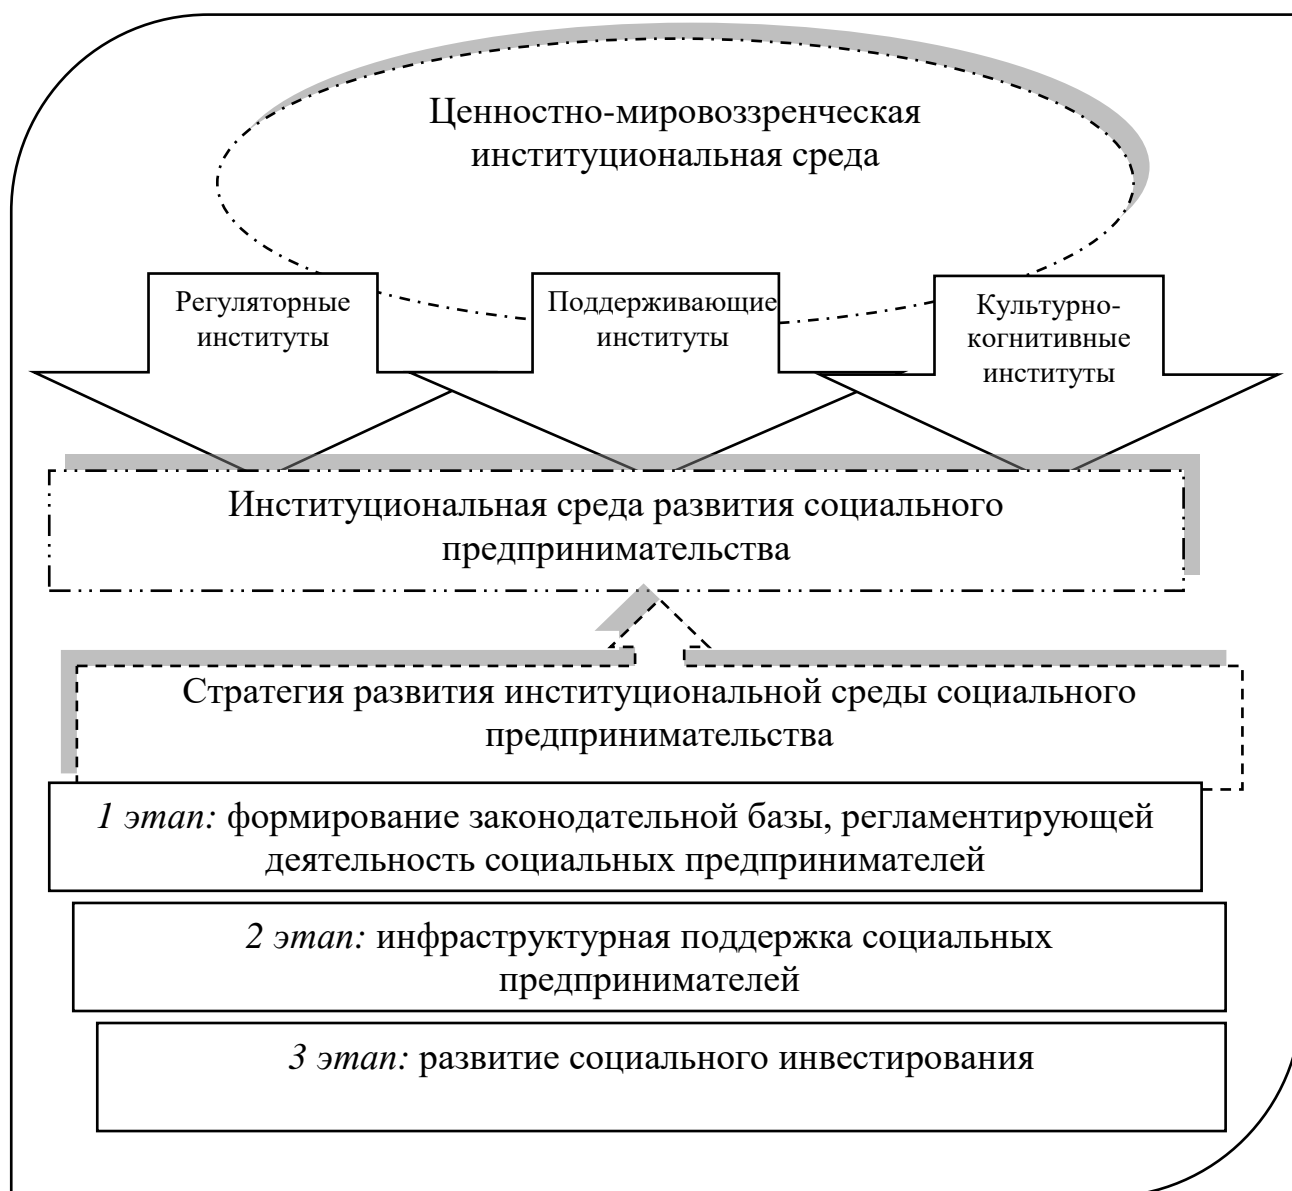 Ценностно-мировоззренческая
институциональная среда
Регуляторные
институты
Поддерживающие
институты
Культурно-
когнитивные
институты
Институциональная среда развития социального
предпринимательства
Стратегия развития институциональной среды социального
предпринимательства
1 этап: формирование законодательной базы, регламентирующей
деятельность социальных предпринимателей
2 этап: инфраструктурная поддержка социальных
предпринимателей
3 этап: развитие социального инвестирования